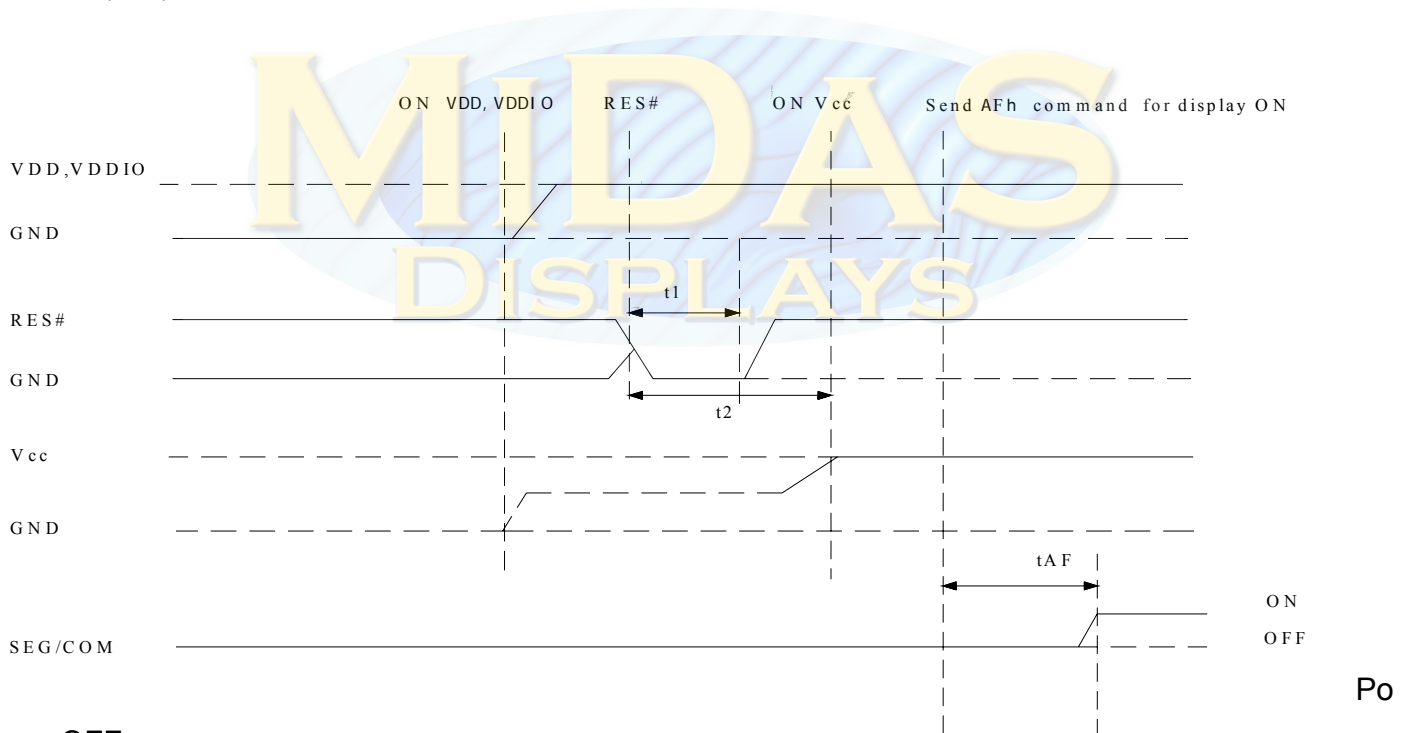 MIDAS
DISPLAYS
ON VDD, VDDIO RES# ON Vcc Send AFh command for display ON
VDD,VDDIO
GND
t1
RES#
GND
t2
Vcc
GND
tAF
ON
SEG/COM
OFF
Po